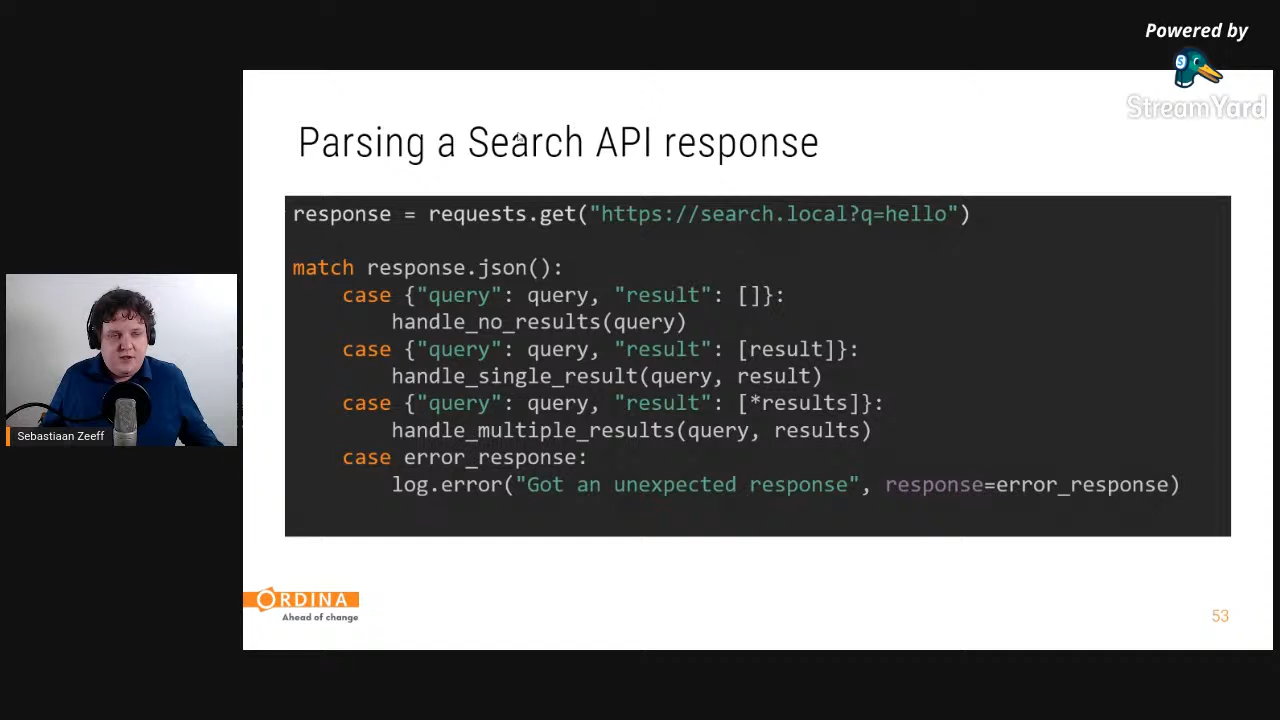 Powered by
StreamYard
Parsing a Search API response
response = requests.get("https://search.local?q=hello")
match response.json():
    case {"query": query, "result": []}:
        handle_no_results(query)
    case {"query": query, "result": [result]}:
        handle_single_result(query, result)
    case {"query": query, "result": [*results]}:
        handle_multiple_results(query, results)
    case error_response:
        log.error("Got an unexpected response", response=error_response)
Sebastiaan Zeeff
ORDINA
Ahead of change
53